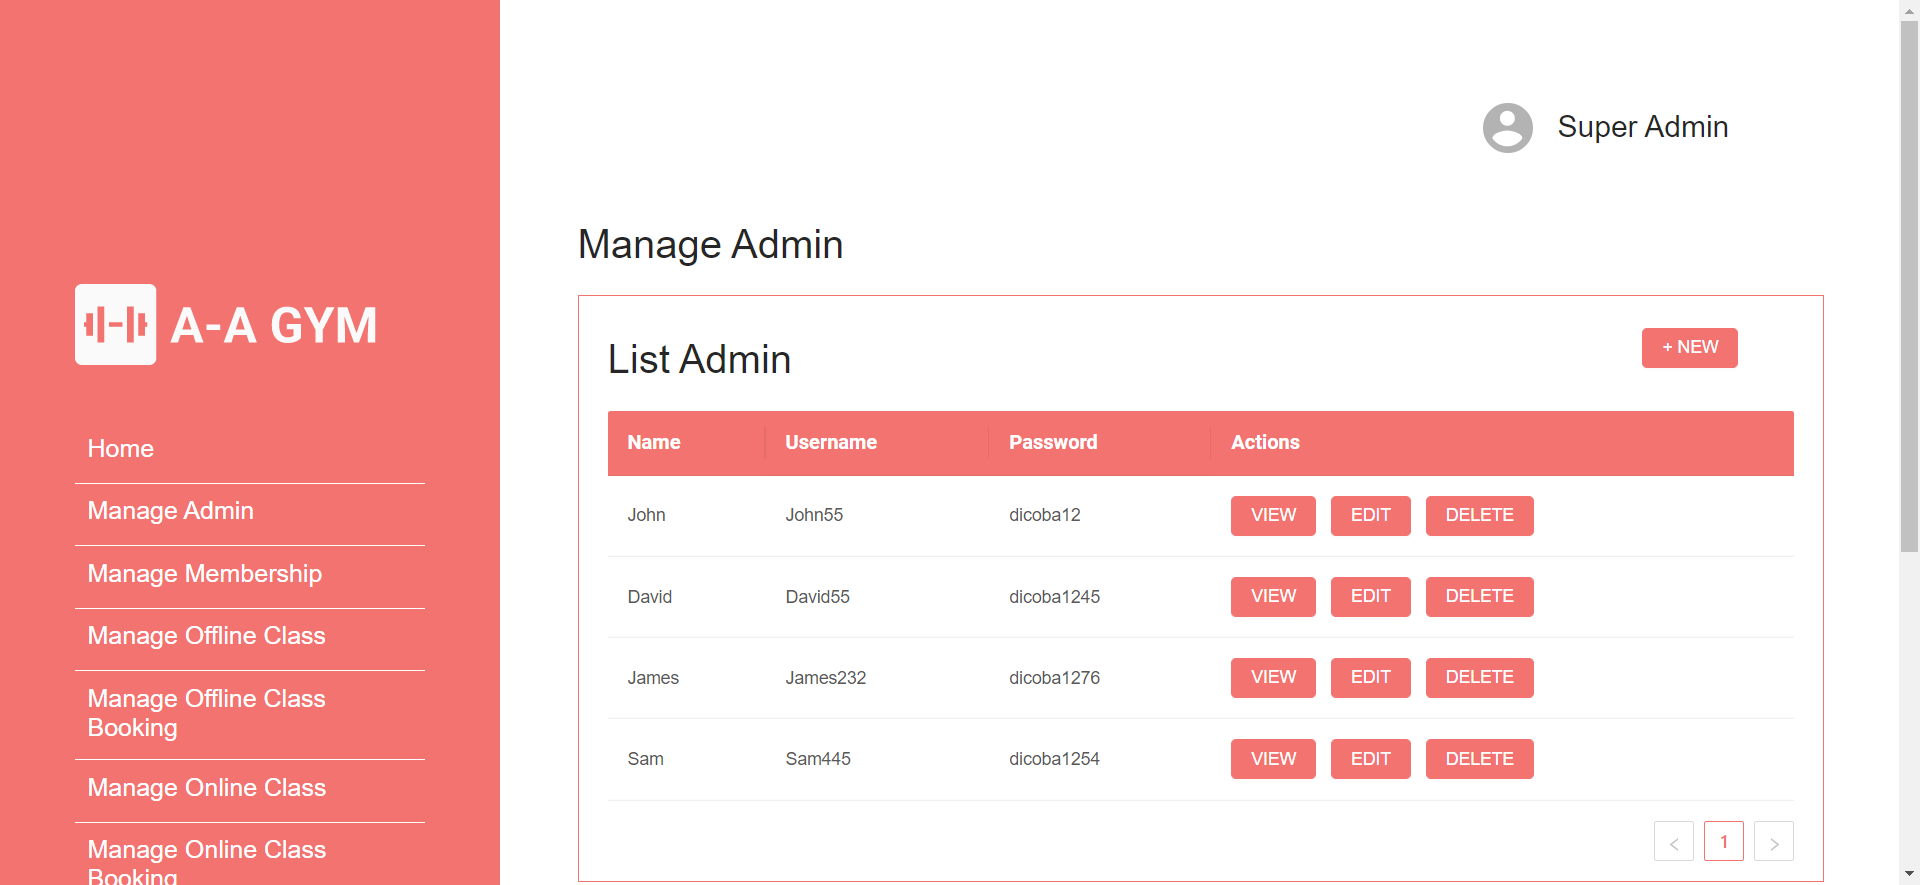 Super Admin
A-A GYM
Home
Manage Admin
Manage Membership
Manage Offline Class
Manage Offline Class
Booking
Manage Online Class
Manage Online Class
Booking
Manage Admin
List Admin
+ NEW
Name Username Password Actions
John John55 dicoba12 VIEW EDIT DELETE
David David55 dicoba1245 VIEW EDIT DELETE
James James232 dicoba1276 VIEW EDIT DELETE
Sam Sam445 dicoba1254 VIEW EDIT DELETE
< 1 >